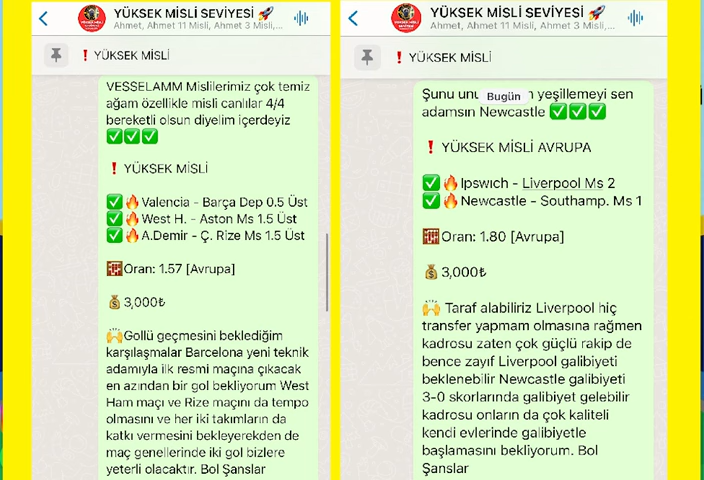 YÜKSEK MİSLİ SEVİYESİ 🚀
Ahmet, Ahmet 11 Misli, Ahmet 3 Misli,...
❗ YÜKSEK MİSLİ
VESSELAMM Mislilerimiz çok temiz
ağam özellikle misli canlılar 4/4
bereketli olsun diyelim içerdeyiz
✅✅✅
❗ YÜKSEK MİSLİ
✅🔥Valencia - Barça Dep 0.5 Üst
✅🔥West H. - Aston Ms 1.5 Üst
✅🔥A.Demir - Ç. Rize Ms 1.5 Üst
🧮Oran: 1.57 [Avrupa]
💰3,000₺
🙌Gollü geçmesini beklediğim
karşılaşmalar Barcelona yeni teknik
adamıyla ilk resmi maçına çıkacak
en azından bir gol bekliyorum West
Ham maçı ve Rize maçını da tempo
olmasını ve her iki takımların da
katkı vermesini bekleyerekden de
maç genellerinde iki gol bizlere
yeterli olacaktır. Bol Şanslar
YÜKSEK MİSLİ SEVİYESİ 🚀
Ahmet, Ahmet 11 Misli, Ahmet 3 Misli,...
❗ YÜKSEK MİSLİ
Bugün
Şunu yeşillemeyi sen
adamsın Newcastle ✅✅✅
❗ YÜKSEK MİSLİ AVRUPA
✅🔥Ipswıch - Lıverpool Ms 2
✅🔥Newcastle - Southamp. Ms 1
🧮Oran: 1.80 [Avrupa]
💰3,000₺
🙌 Taraf alabiliriz Liverpool hiç
transfer yapmam olmasına rağmen
kadrosu zaten çok güçlü rakip de
bence zayıf Liverpool galibiyeti
beklenebilir Newcastle galibiyeti
3-0 skorlarında galibiyet gelebilir
kadrosu onların da çok kaliteli
kendi evlerinde galibiyetle
başlamasını bekliyorum. Bol
Şanslar